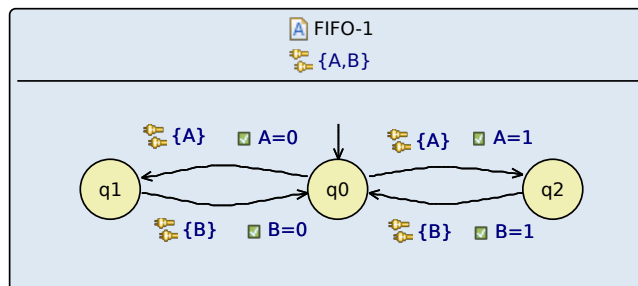 FIFO-1
{A,B}
{A} A=0 {A} A=1
q1 q0 q2
{B} B=0 {B} B=1